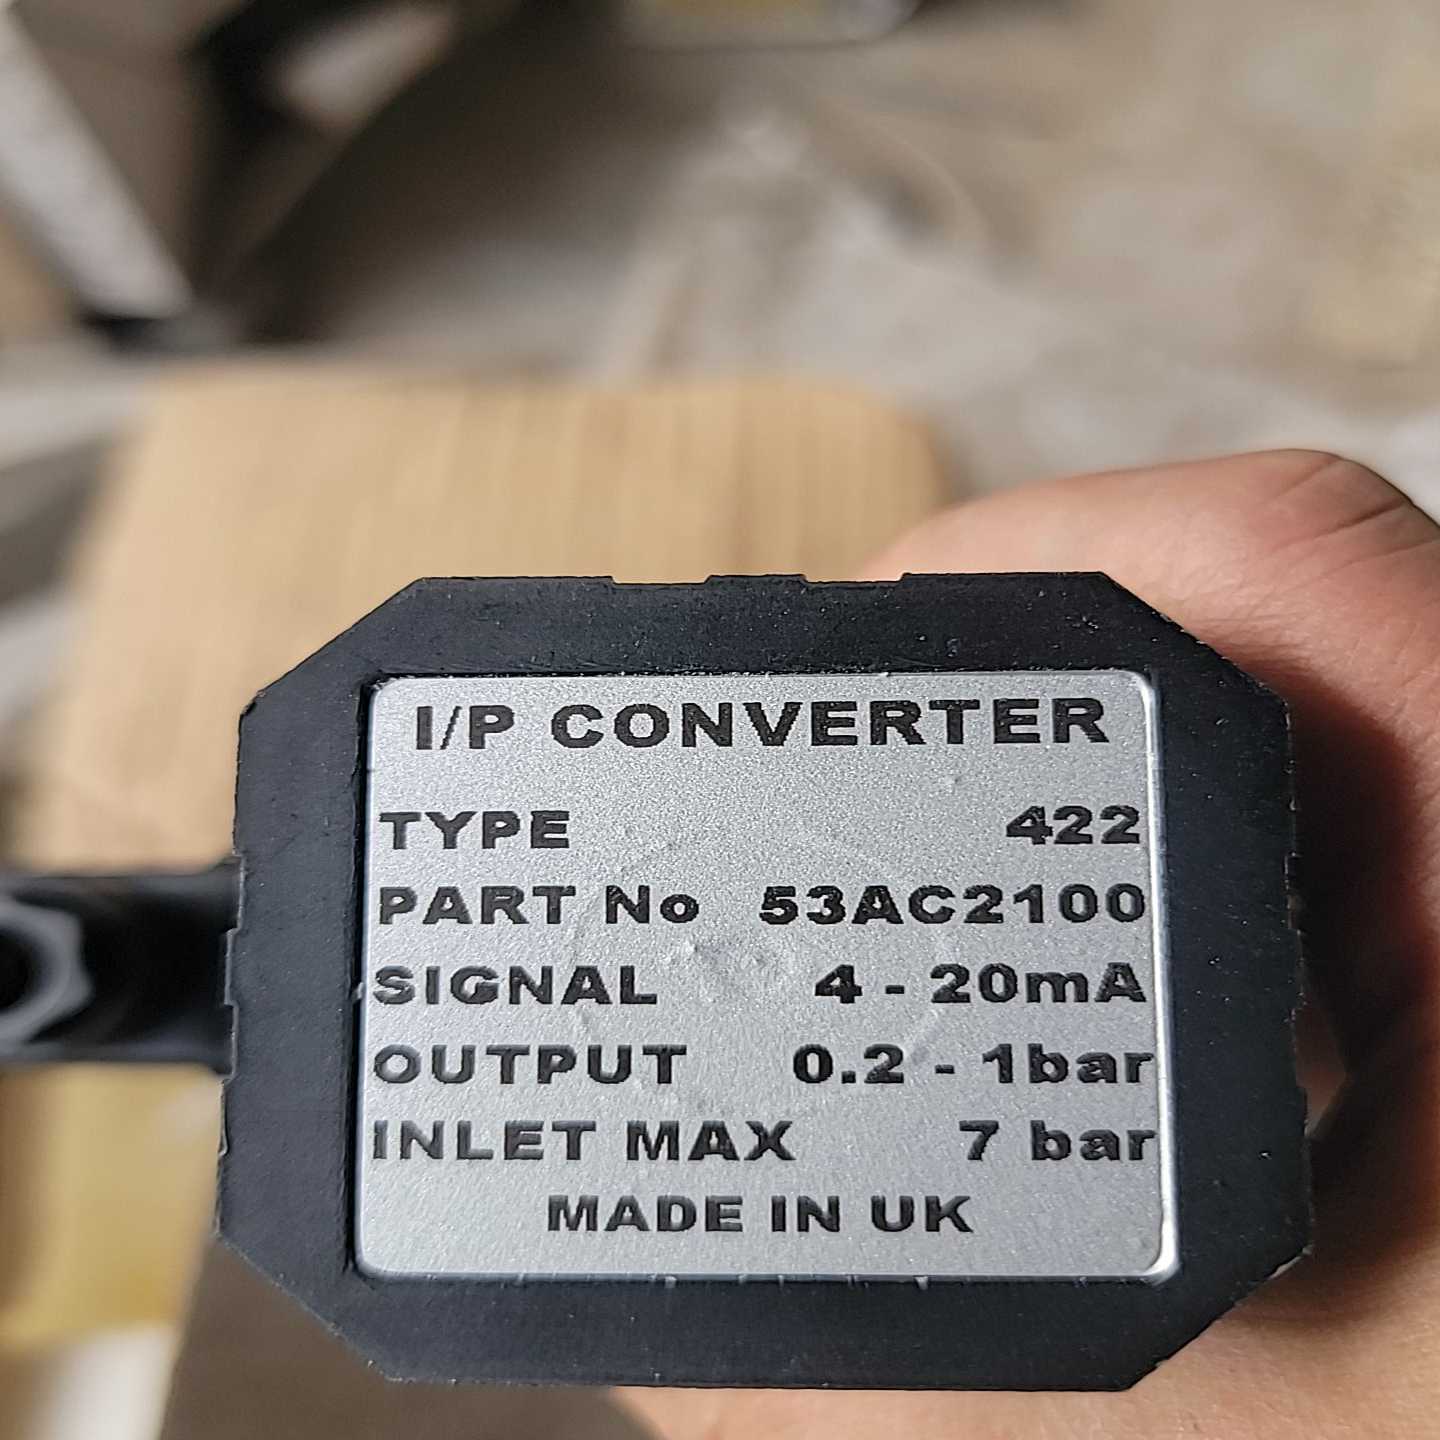 I/P CONVERTER
TYPE 422
PART No 53AC2100
SIGNAL 4 - 20mA
OUTPUT 0.2 - 1bar
INLET MAX 7 bar
MADE IN UK